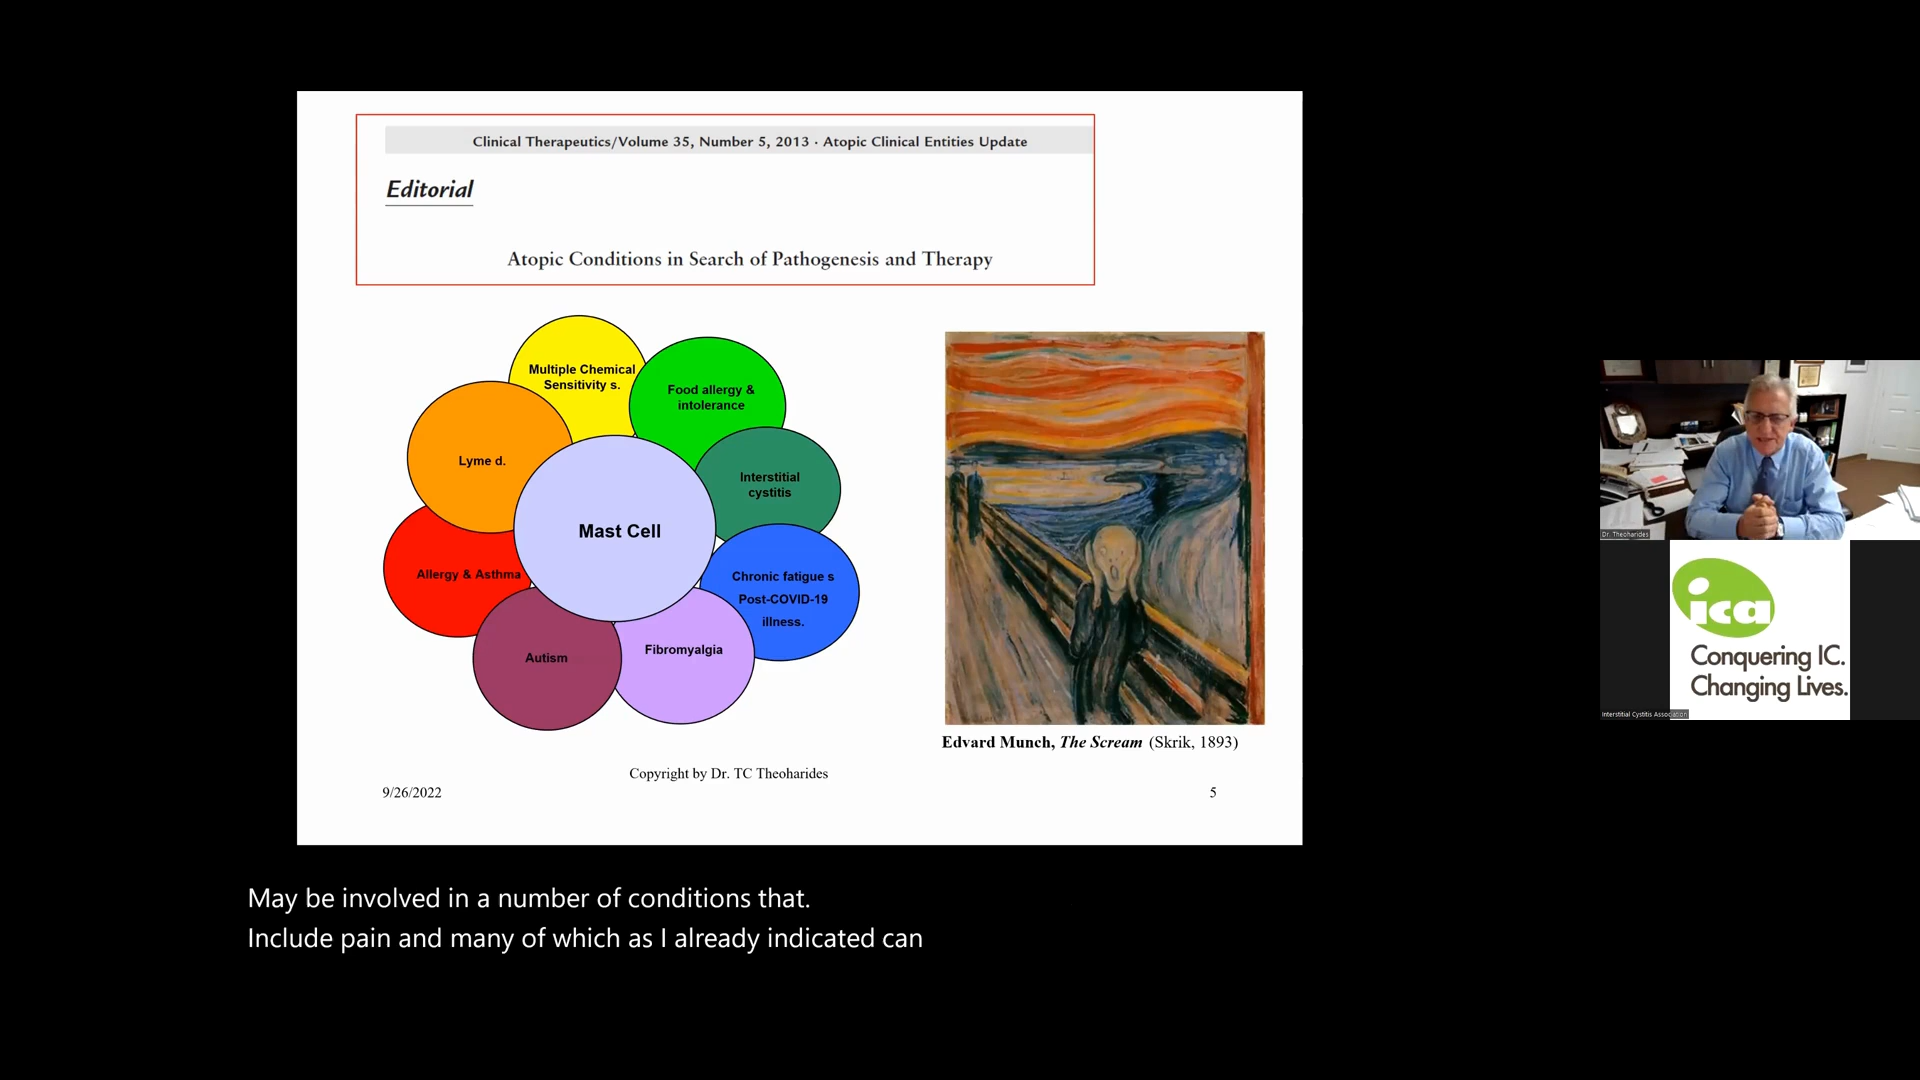 Clinical Therapeutics/Volume 35, Number 5, 2013 · Atopic Clinical Entities Update
Editorial
Atopic Conditions in Search of Pathogenesis and Therapy
Multiple Chemical
Sensitivity s.
Food allergy &
intolerance
Lyme d.
Interstitial
cystitis
Mast Cell
Allergy & Asthma
Chronic fatigue s
Post-COVID-19
illness.
Autism
Fibromyalgia
Edvard Munch, The Scream (Skrik, 1893)
Copyright by Dr. TC Theoharides
9/26/2022
5
Dr. Theoharides
ica
Conquering IC.
Changing Lives.
Interstitial Cystitis Association
May be involved in a number of conditions that.
Include pain and many of which as I already indicated can